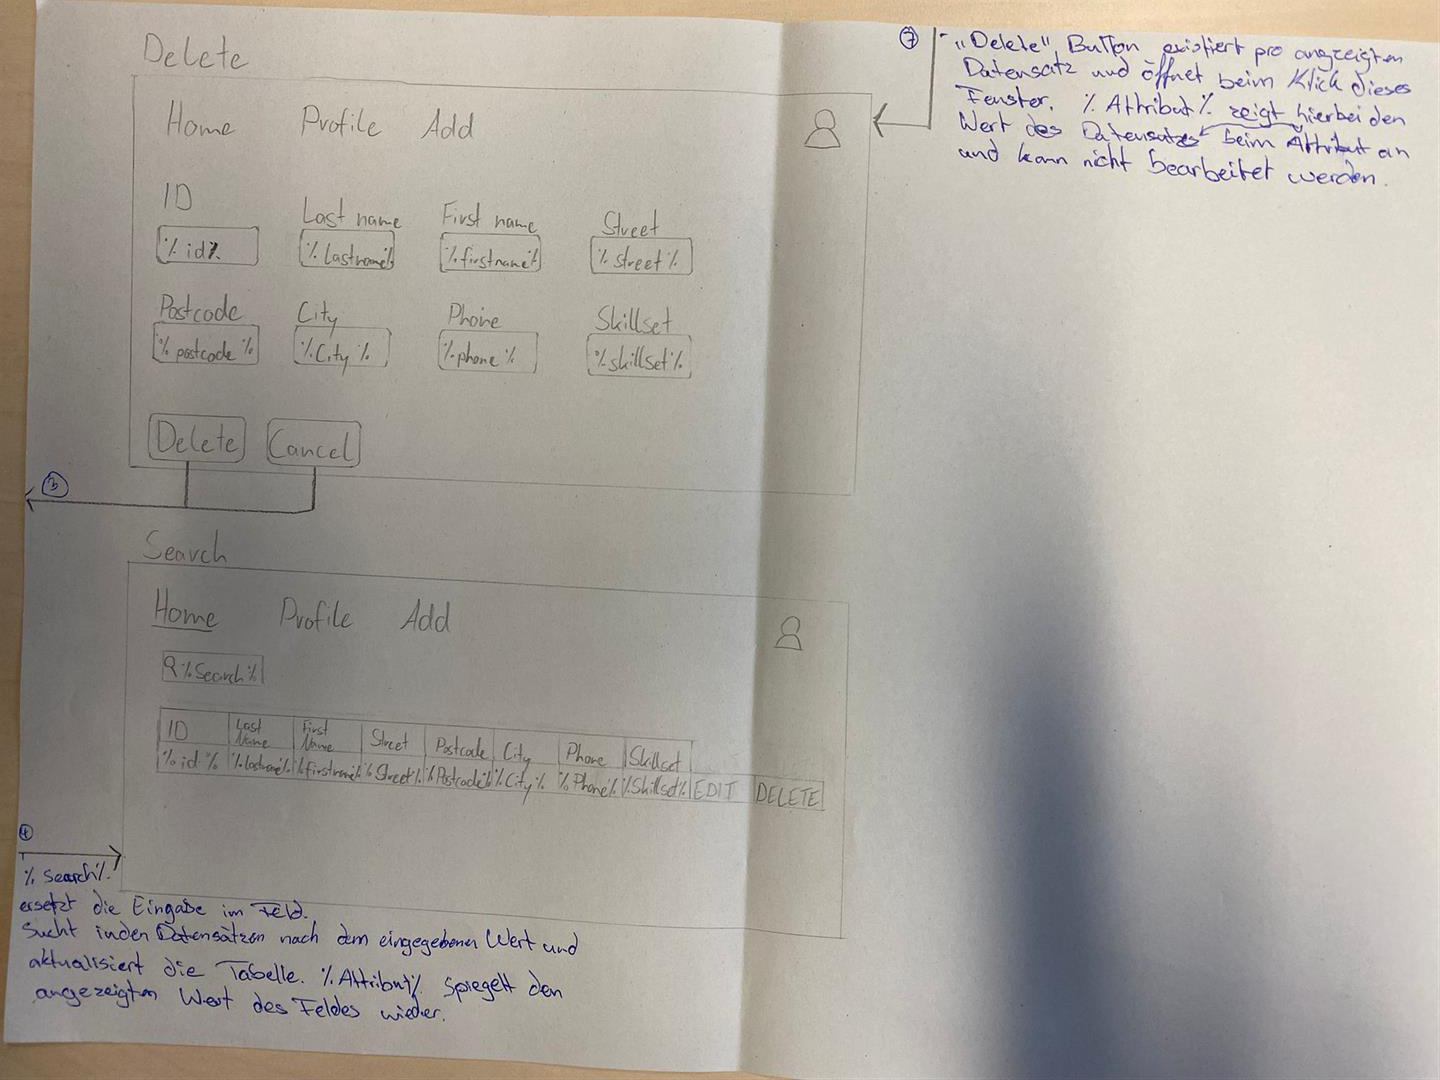 Delete
Home Profile Add
ID Last name First name Street
%id% %Lastname% %firstname% %street%
Postcode City Phone Skillset
%postcode% %City% %phone% %skillset%
Delete Cancel
3
7 - "Delete" Button existiert pro angezeigten
Datensatz und öffnet beim Klick dieses
Fenster. %Attribut% zeigt hierbei den
Wert des Datensatzes beim Attribut an
und kann nicht bearbeitet werden.
Search
Home Profile Add
%Search%
ID Last Name First Name Street Postcode City Phone Skillset
%id% %lastname% %firstname% %Street% %Postcode% %City% %Phone% %Skillset% EDIT DELETE
4
%Search%
ersetzt die Eingabe im Feld.
Sucht in den Datensätzen nach dem eingegebenen Wert und
aktualisiert die Tabelle. %Attribut% spiegelt den
angezeigten Wert des Feldes wieder.